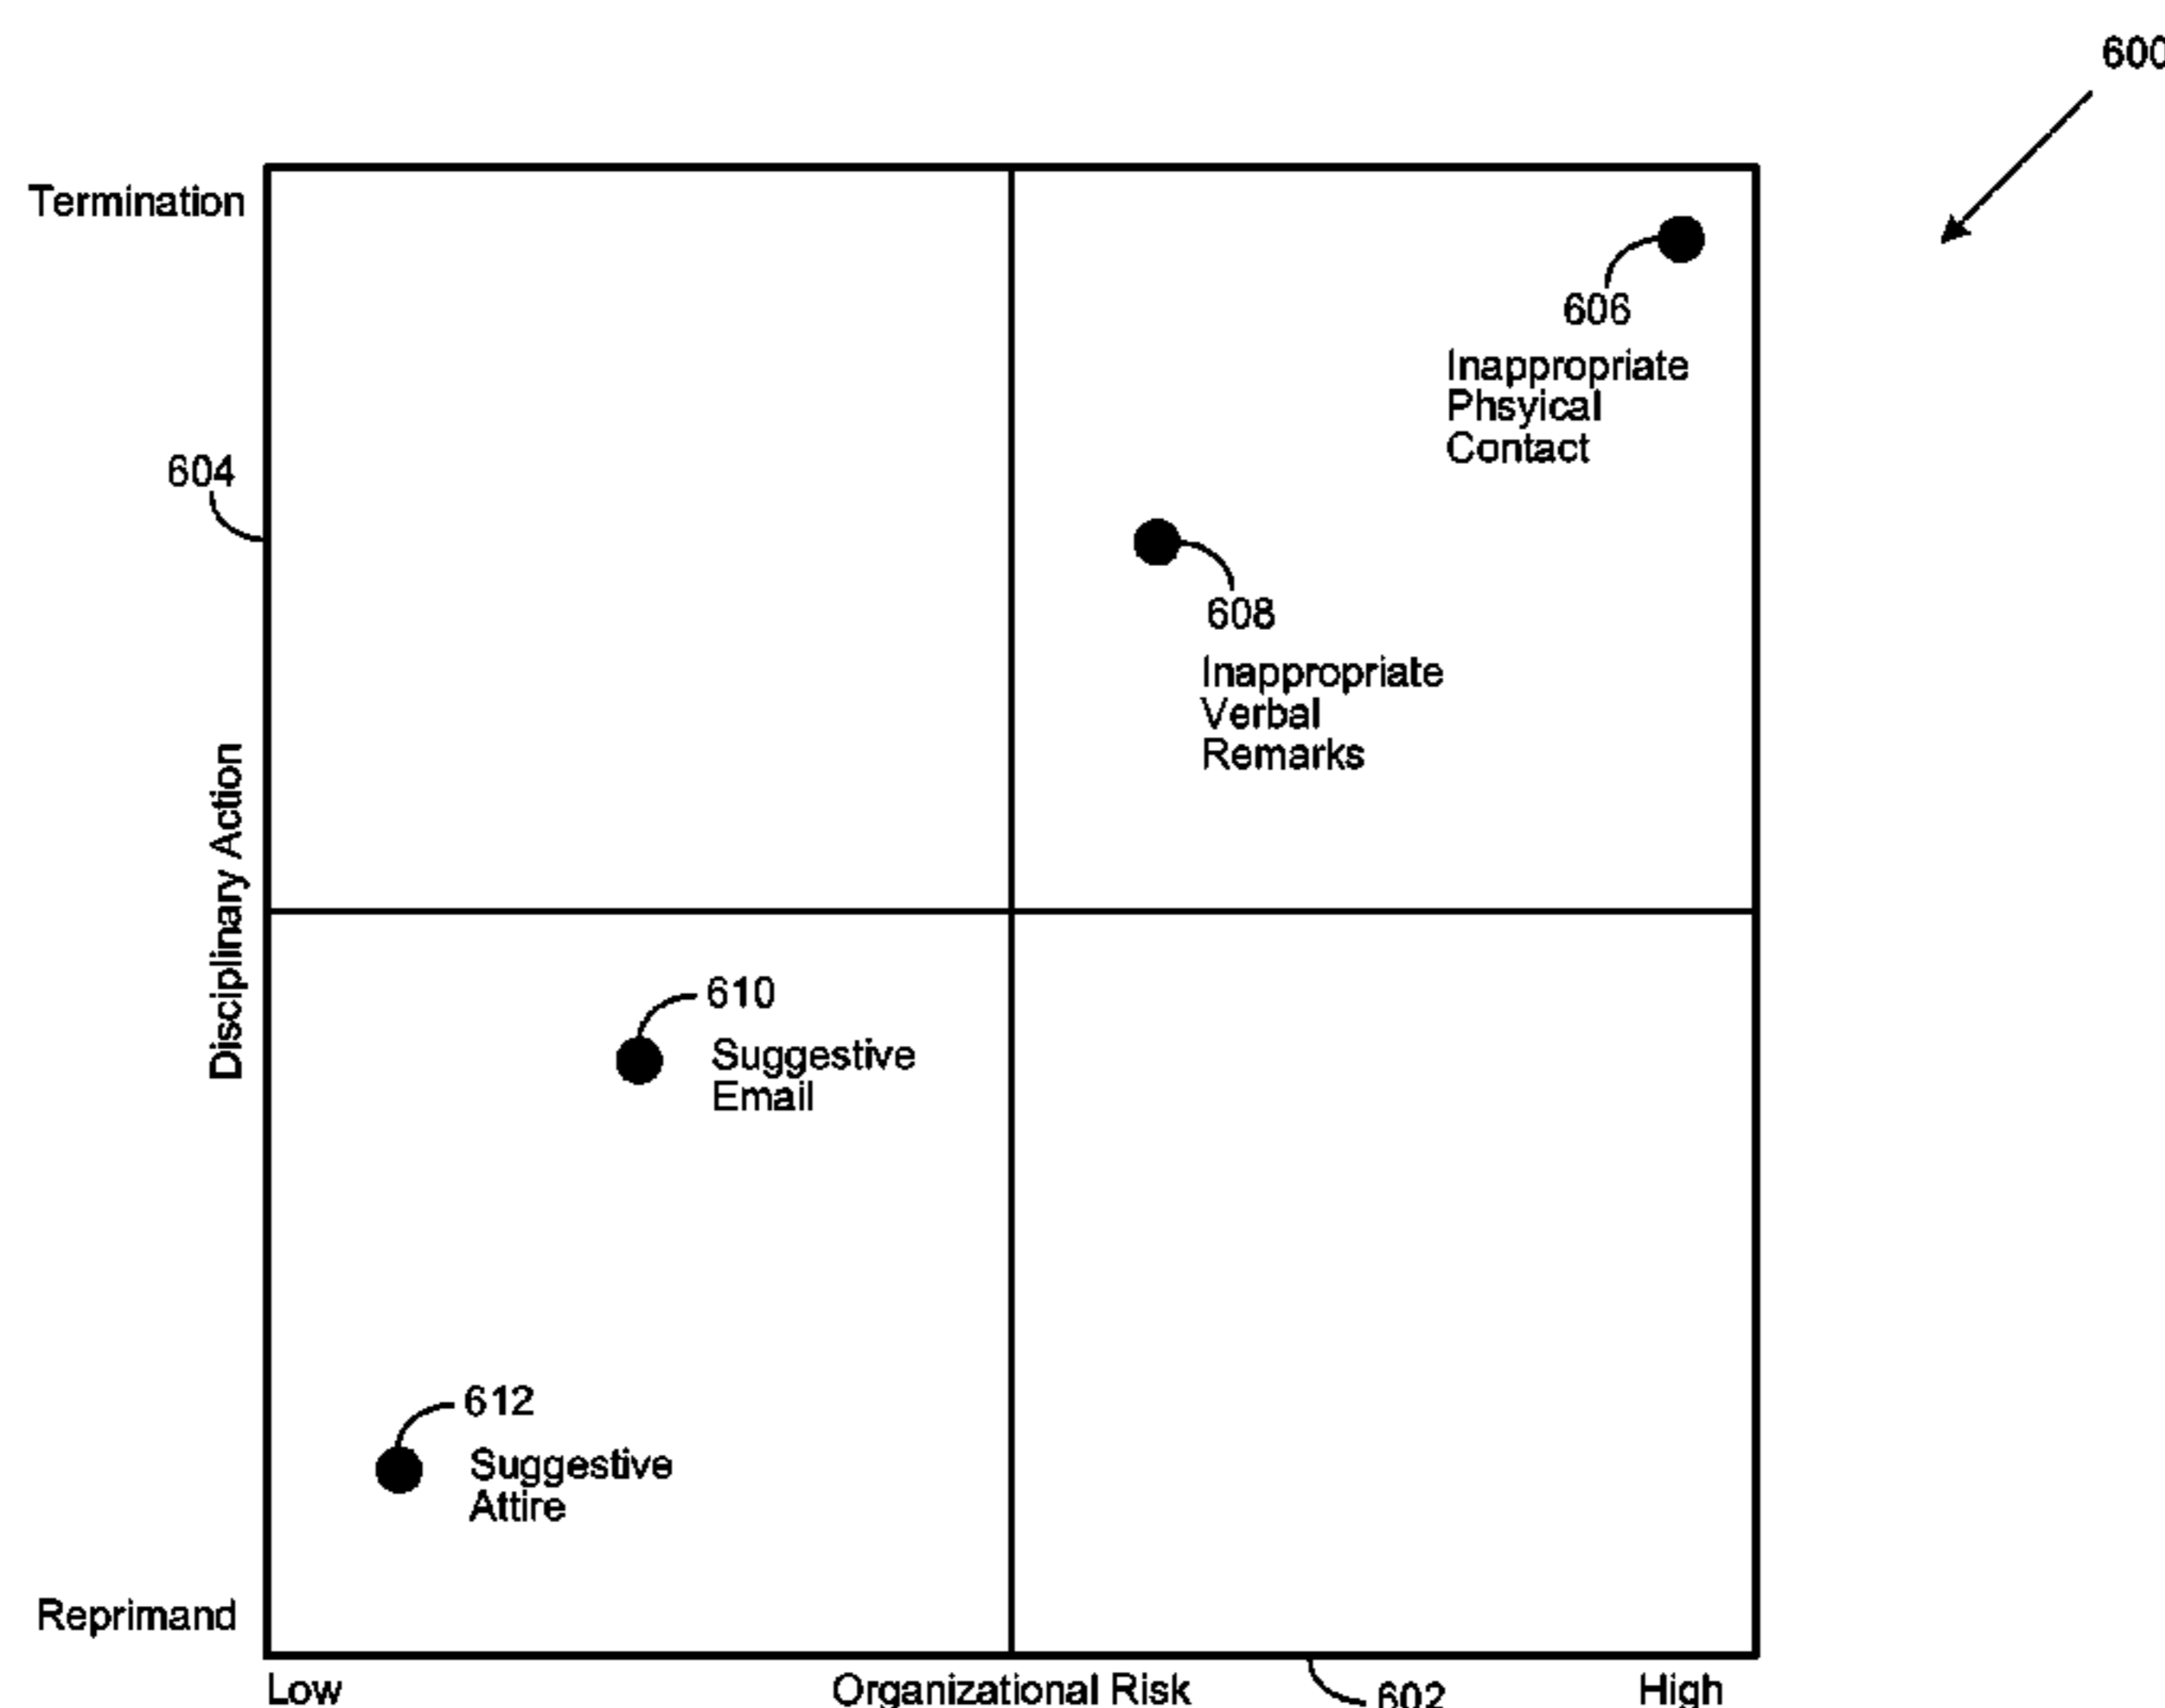 600
Termination
606
Inappropriate
Phsyical
Contact
604
608
Inappropriate
Verbal
Remarks
Disciplinary Action
610
Suggestive
Email
612
Suggestive
Attire
Reprimand
Low
Organizational Risk
602
High